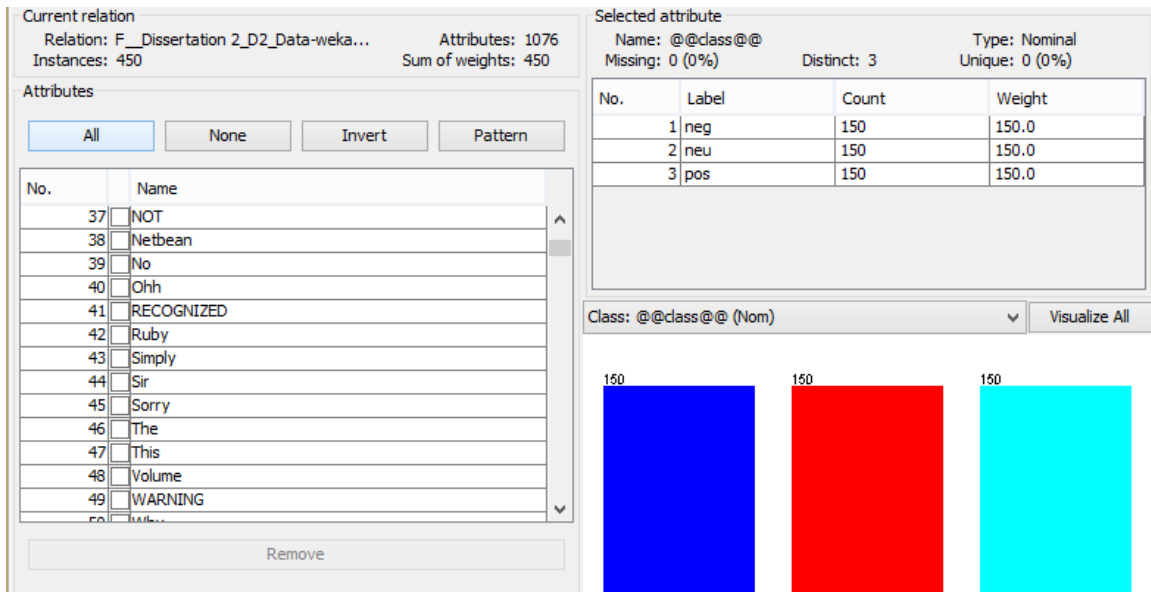 Current relation
Relation: F__Dissertation 2_D2_Data-weka... Attributes: 1076
Instances: 450 Sum of weights: 450
Attributes
All None Invert Pattern
No. Name
37 NOT
38 Netbean
39 No
40 Ohh
41 RECOGNIZED
42 Ruby
43 Simply
44 Sir
45 Sorry
46 The
47 This
48 Volume
49 WARNING
Remove
Selected attribute
Name: @@class@@ Type: Nominal
Missing: 0 (0%) Distinct: 3 Unique: 0 (0%)
No. Label Count Weight
1 neg 150 150.0
2 neu 150 150.0
3 pos 150 150.0
Class: @@class@@ (Nom) Visualize All
150 150 150